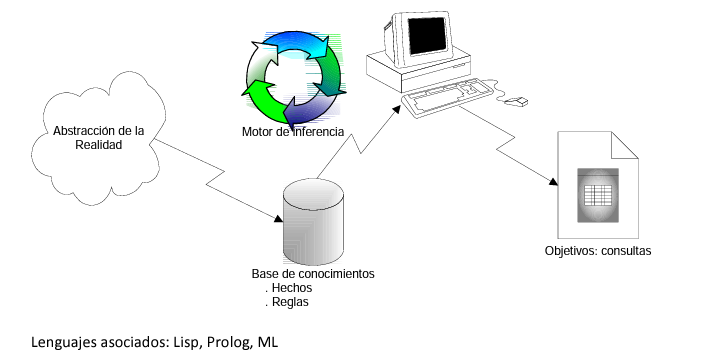 Abstracción de la
Realidad
Motor de inferencia
Base de conocimientos
. Hechos
. Reglas
Objetivos: consultas
Lenguajes asociados: Lisp, Prolog, ML